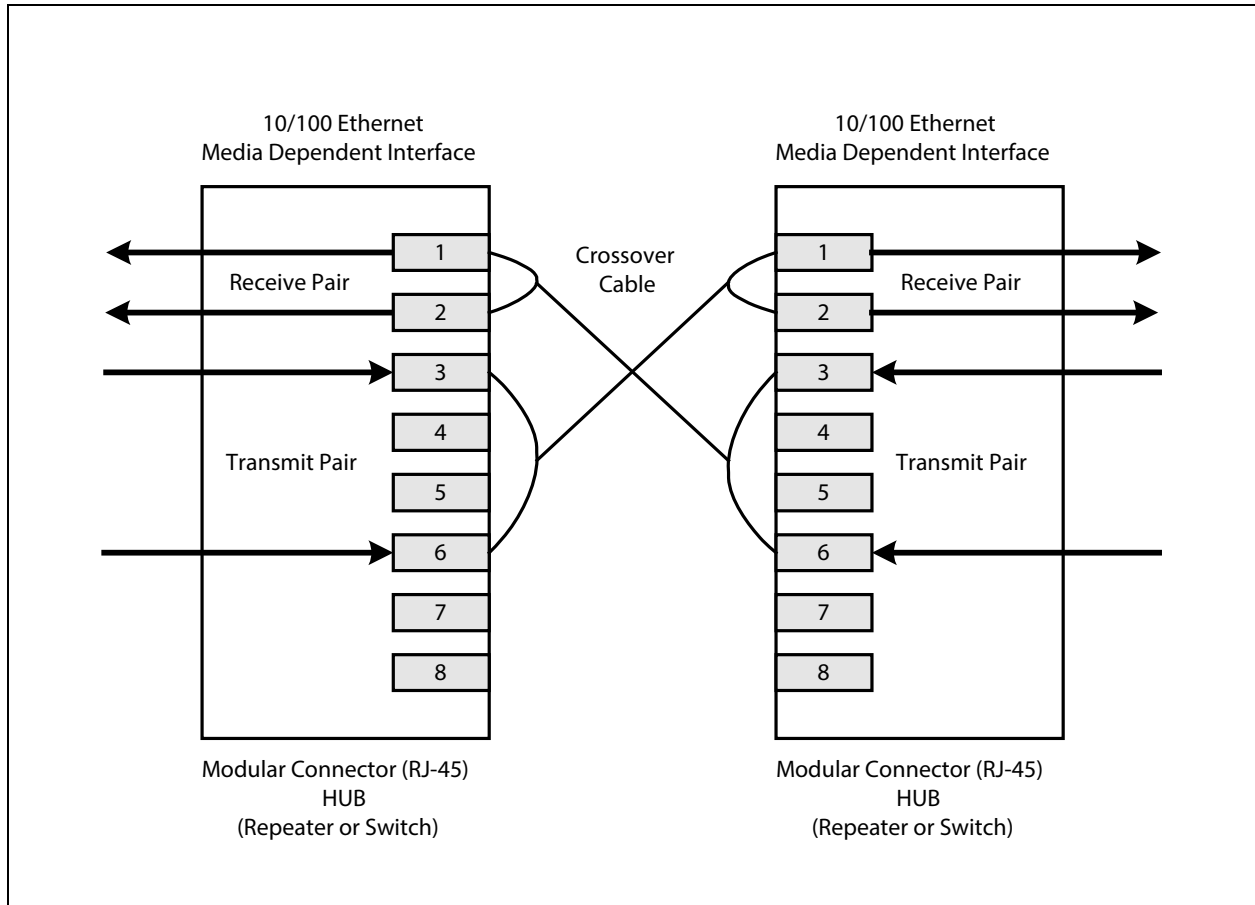 10/100 Ethernet
Media Dependent Interface
10/100 Ethernet
Media Dependent Interface
1
Receive Pair
2
3
4
Transmit Pair
5
6
7
8
Crossover
Cable
1
Receive Pair
2
3
4
Transmit Pair
5
6
7
8
Modular Connector (RJ-45)
HUB
(Repeater or Switch)
Modular Connector (RJ-45)
HUB
(Repeater or Switch)